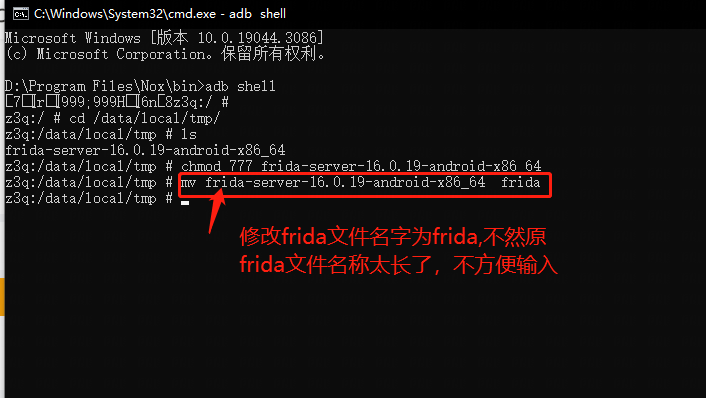 C:\Windows\System32\cmd.exe - adb  shell
Microsoft Windows [版本 10.0.19044.3086]
(c) Microsoft Corporation。保留所有权利。
D:\Program Files\Nox\bin>adb shell
z3q:/ #
z3q:/ # cd /data/local/tmp/
z3q:/data/local/tmp # ls
frida-server-16.0.19-android-x86_64
z3q:/data/local/tmp # chmod 777 frida-server-16.0.19-android-x86_64
z3q:/data/local/tmp # mv frida-server-16.0.19-android-x86_64  frida
z3q:/data/local/tmp #
修改frida文件名字为frida,不然原
frida文件名称太长了，不方便输入